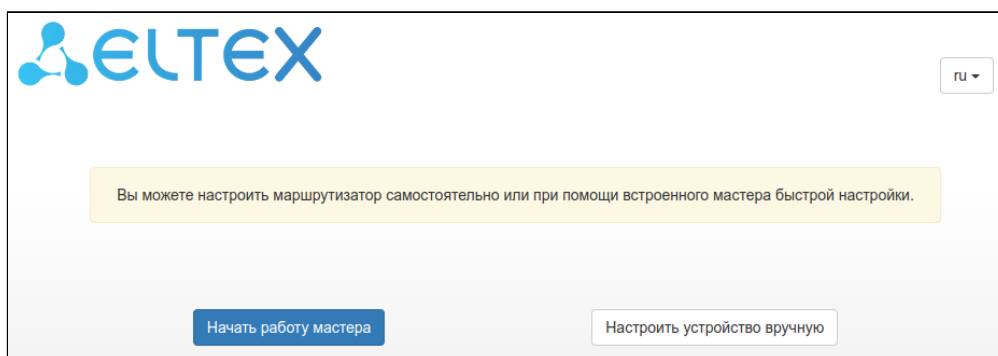 ELTEX
ru
Вы можете настроить маршрутизатор самостоятельно или при помощи встроенного мастера быстрой настройки.
Начать работу мастера
Настроить устройство вручную